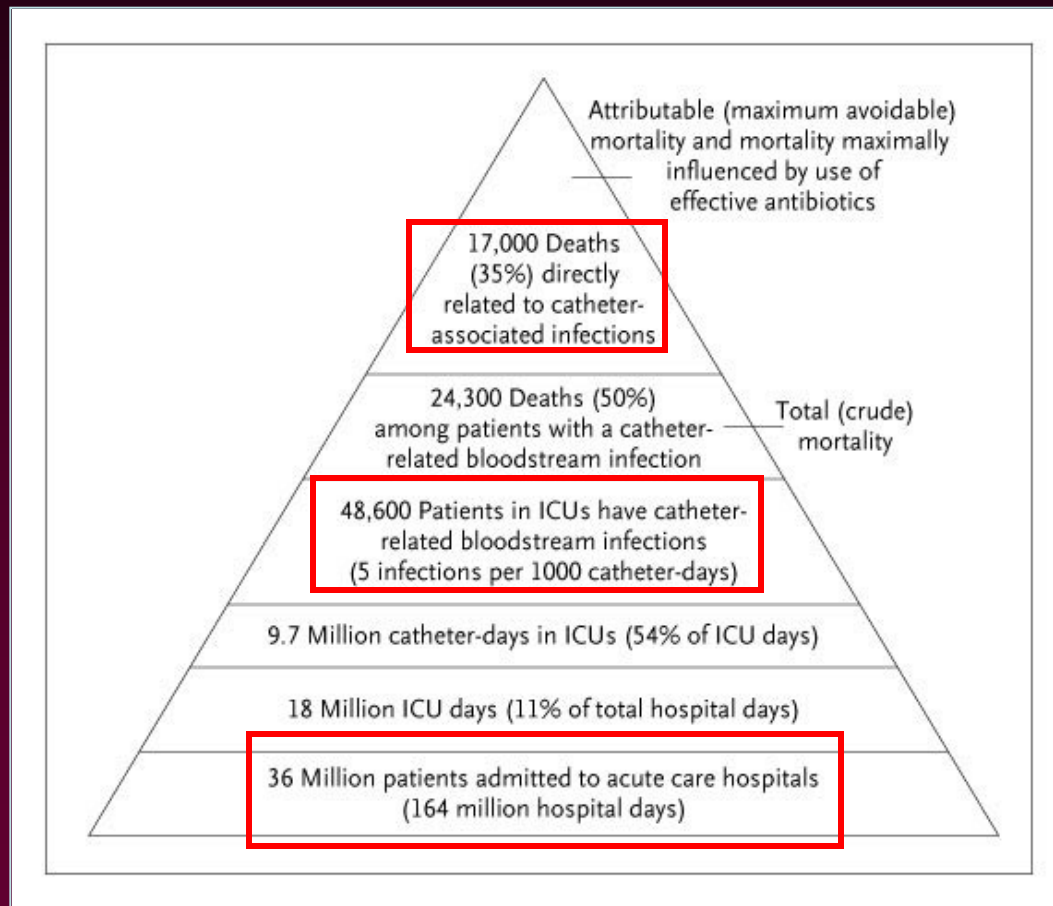 Attributable (maximum avoidable)
mortality and mortality maximally
influenced by use of
effective antibiotics
17,000 Deaths
(35%) directly
related to catheter-
associated infections
24,300 Deaths (50%)
among patients with a catheter-
related bloodstream infection
Total (crude)
mortality
48,600 Patients in ICUs have catheter-
related bloodstream infections
(5 infections per 1000 catheter-days)
9.7 Million catheter-days in ICUs (54% of ICU days)
18 Million ICU days (11% of total hospital days)
36 Million patients admitted to acute care hospitals
(164 million hospital days)